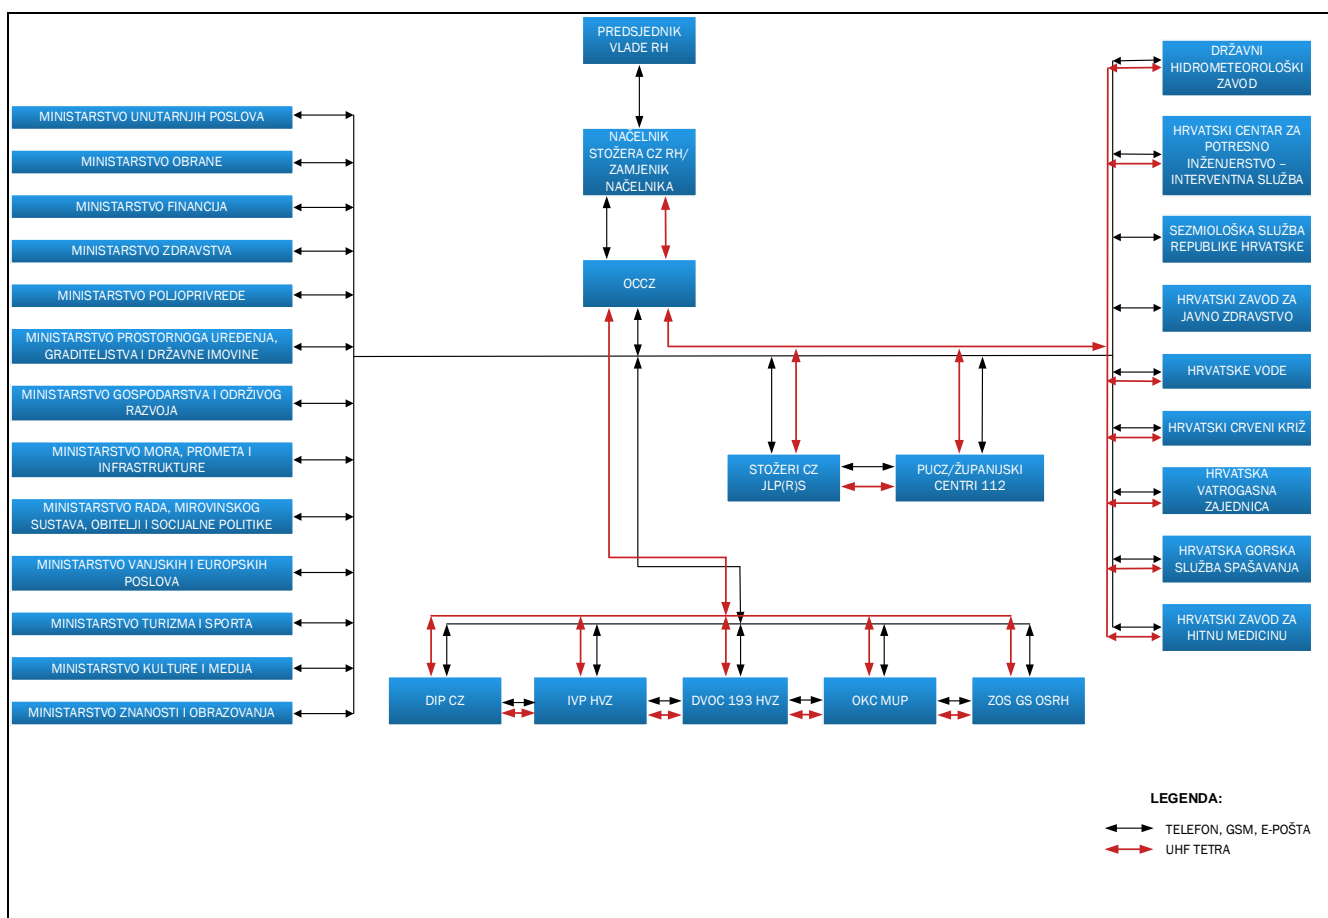 PREDSJEDNIK
VLADE RH
NAČELNIK
STOŽERA CZ RH/
ZAMJENIK
NAČELNIKA
OCCZ
MINISTARSTVO UNUTARNJIH POSLOVA
MINISTARSTVO OBRANE
MINISTARSTVO FINANCIJA
MINISTARSTVO ZDRAVSTVA
MINISTARSTVO POLJOPRIVREDE
MINISTARSTVO PROSTORNOGA UREĐENJA,
GRADITELJSTVA I DRŽAVNE IMOVINE
MINISTARSTVO GOSPODARSTVA I ODRŽIVOG
RAZVOJA
MINISTARSTVO MORA, PROMETA I
INFRASTRUKTURE
MINISTARSTVO RADA, MIROVINSKOG
SUSTAVA, OBITELJI I SOCIJALNE POLITIKE
MINISTARSTVO VANJSKIH I EUROPSKIH
POSLOVA
MINISTARSTVO TURIZMA I SPORTA
MINISTARSTVO KULTURE I MEDIJA
MINISTARSTVO ZNANOSTI I OBRAZOVANJA
STOŽERI CZ
JLP(R)S
PUCZ/ŽUPANIJSKI
CENTRI 112
DRŽAVNI
HIDROMETEOROLOŠKI
ZAVOD
HRVATSKI CENTAR ZA
POTRESNO
INŽENJERSTVO –
INTERVENTNA SLUŽBA
SEZMIOLOŠKA SLUŽBA
REPUBLIKE HRVATSKE
HRVATSKI ZAVOD ZA
JAVNO ZDRAVSTVO
HRVATSKE VODE
HRVATSKI CRVENI KRIŽ
HRVATSKA
VATROGASNA
ZAJEDNICA
HRVATSKA GORSKA
SLUŽBA SPAŠAVANJA
HRVATSKI ZAVOD ZA
HITNU MEDICINU
DIP CZ
IVP HVZ
DVOC 193 HVZ
OKC MUP
ZOS GS OSRH
LEGENDA:
TELEFON, GSM, E-POŠTA
UHF TETRA